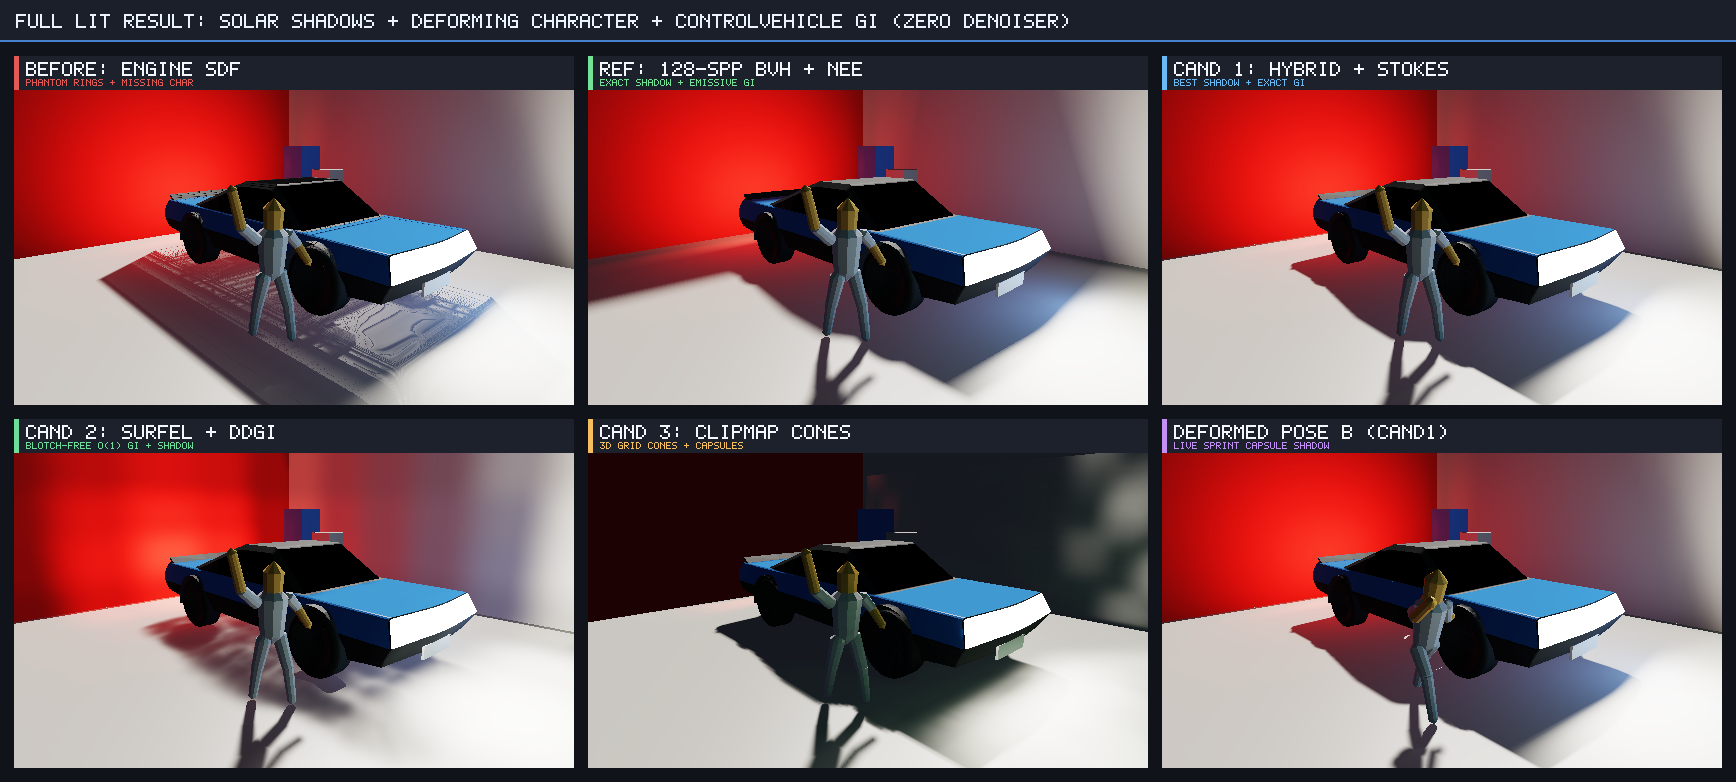 FULL LIT RESULT: SOLAR SHADOWS + DEFORMING CHARACTER + CONTROLVEHICLE GI (ZERO DENOISER)
BEFORE: ENGINE SDF
PHANTOM RINGS + MISSING CHAR
REF: 128-SPP BVH + NEE
EXACT SHADOW + EMISSIVE GI
CAND 1: HYBRID + STOKES
BEST SHADOW + EXACT GI
CAND 2: SURFEL + DDGI
BLOTCH-FREE O(1) GI + SHADOW
CAND 3: CLIPMAP CONES
3D GRID CONES + CAPSULES
DEFORMED POSE B (CAND1)
LIVE SPRINT CAPSULE SHADOW